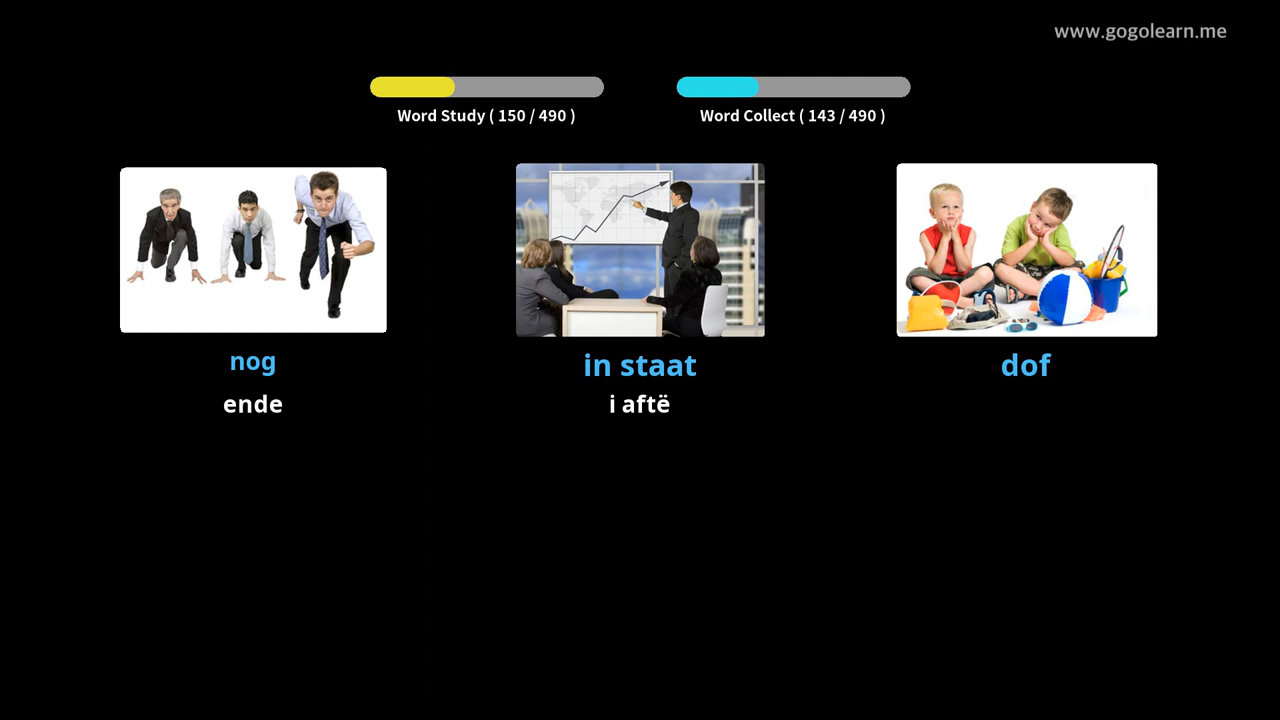 www.gogolearn.me
Word Study ( 150 / 490 )
Word Collect ( 143 / 490 )
nog
ende
in staat
i aftë
dof